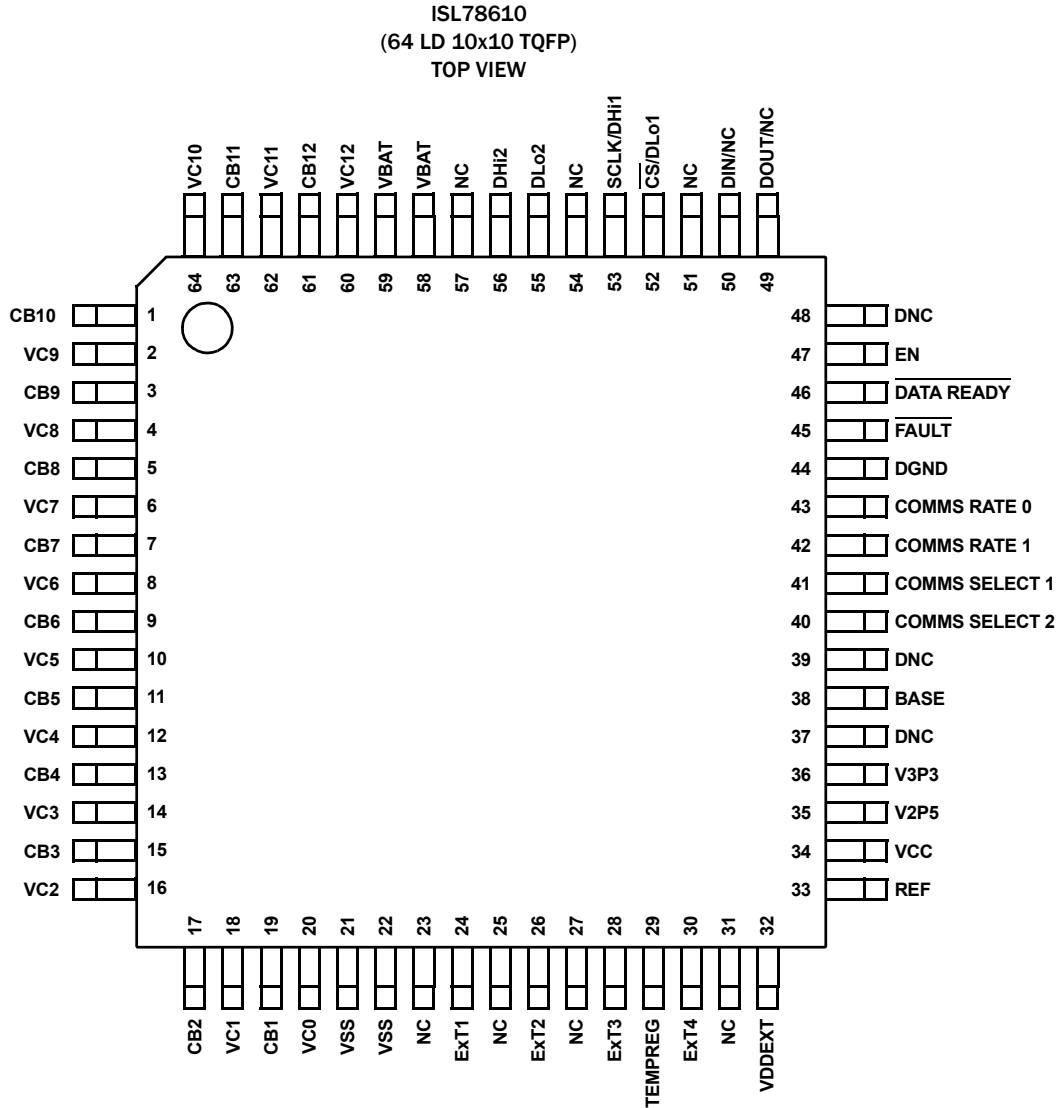 ISL78610
(64 LD 10x10 TQFP)
TOP VIEW
VC10
CB11
VC11
CB12
VC12
VBAT
VBAT
NC
DHi2
DLo2
NC
SCLK/DHi1
CS/DLo1
NC
DIN/NC
DOUT/NC
64
63
62
61
60
59
58
57
56
55
54
53
52
51
50
49
CB10 1
VC9 2
CB9 3
VC8 4
CB8 5
VC7 6
CB7 7
VC6 8
CB6 9
VC5 10
CB5 11
VC4 12
CB4 13
VC3 14
CB3 15
VC2 16
48 DNC
47 EN
46 DATA READY
45 FAULT
44 DGND
43 COMMS RATE 0
42 COMMS RATE 1
41 COMMS SELECT 1
40 COMMS SELECT 2
39 DNC
38 BASE
37 DNC
36 V3P3
35 V2P5
34 VCC
33 REF
17
18
19
20
21
22
23
24
25
26
27
28
29
30
31
32
CB2
VC1
CB1
VC0
VSS
VSS
NC
ExT1
NC
ExT2
NC
ExT3
TEMPREG
ExT4
NC
VDDEXT